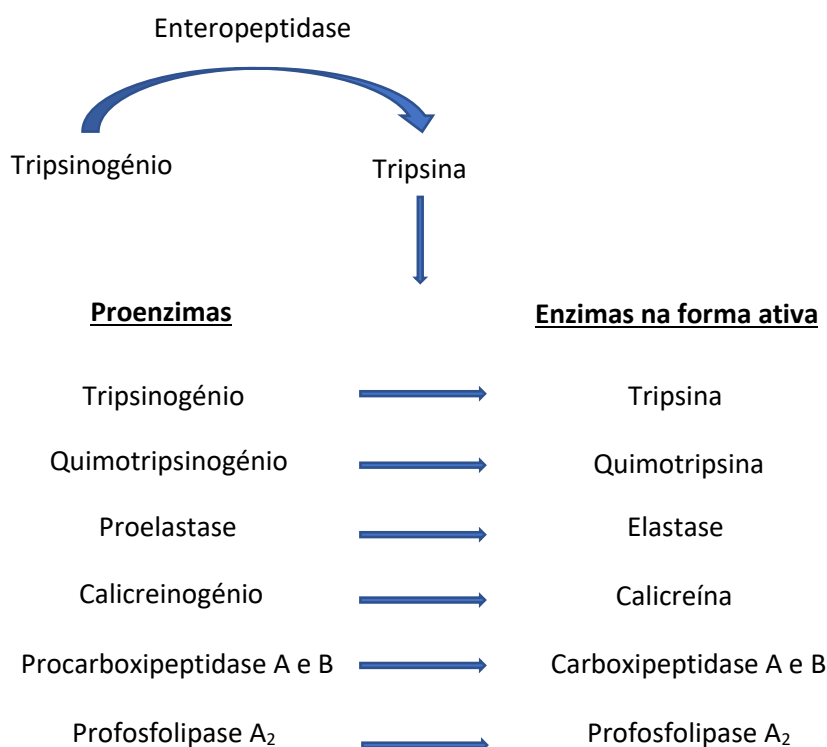 Enteropeptidase
Tripsinogénio Tripsina
Proenzimas Enzimas na forma ativa
Tripsinogénio Tripsina
Quimotripsinogénio Quimotripsina
Proelastase Elastase
Calicreinogénio Calicreína
Procarboxipeptidase A e B Carboxipeptidase A e B
Profosfolipase A₂ Profosfolipase A₂